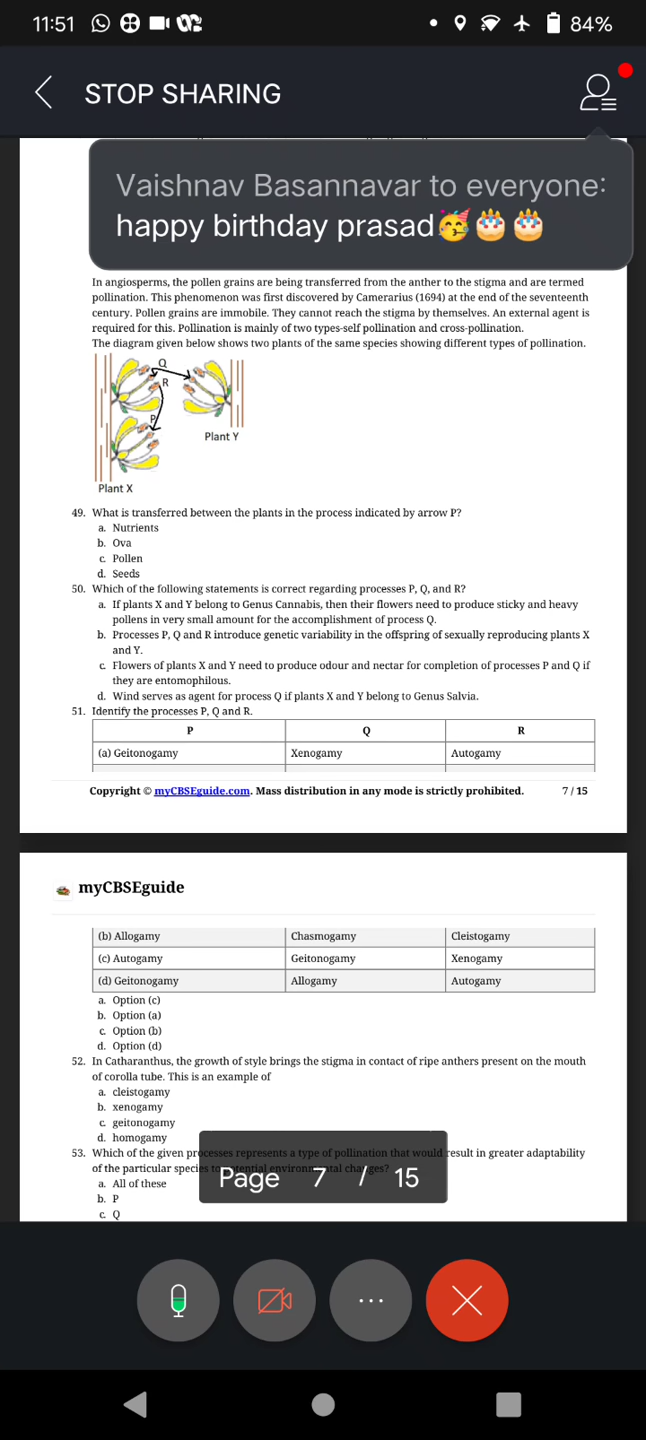 11:51
84%
STOP SHARING
Vaishnav Basannavar to everyone:
happy birthday prasad🥳🎂🎂
In angiosperms, the pollen grains are being transferred from the anther to the stigma and are termed
pollination. This phenomenon was first discovered by Camerarius (1694) at the end of the seventeenth
century. Pollen grains are immobile. They cannot reach the stigma by themselves. An external agent is
required for this. Pollination is mainly of two types-self pollination and cross-pollination.
The diagram given below shows two plants of the same species showing different types of pollination.
Q
R
P
Plant Y
Plant X
49. What is transferred between the plants in the process indicated by arrow P?
a. Nutrients
b. Ova
c. Pollen
d. Seeds
50. Which of the following statements is correct regarding processes P, Q, and R?
a. If plants X and Y belong to Genus Cannabis, then their flowers need to produce sticky and heavy
pollens in very small amount for the accomplishment of process Q.
b. Processes P, Q and R introduce genetic variability in the offspring of sexually reproducing plants X
and Y.
c. Flowers of plants X and Y need to produce odour and nectar for completion of processes P and Q if
they are entomophilous.
d. Wind serves as agent for process Q if plants X and Y belong to Genus Salvia.
51. Identify the processes P, Q and R.
P Q R
(a) Geitonogamy Xenogamy Autogamy
Copyright © myCBSEguide.com. Mass distribution in any mode is strictly prohibited. 7 / 15
myCBSEguide
(b) Allogamy Chasmogamy Cleistogamy
(c) Autogamy Geitonogamy Xenogamy
(d) Geitonogamy Allogamy Autogamy
a. Option (c)
b. Option (a)
c. Option (b)
d. Option (d)
52. In Catharanthus, the growth of style brings the stigma in contact of ripe anthers present on the mouth
of corolla tube. This is an example of
a. cleistogamy
b. xenogamy
c. geitonogamy
d. homogamy
53. Which of the given processes represents a type of pollination that would result in greater adaptability
of the particular species to potential environmental changes?
Page 7 / 15
a. All of these
b. P
c. Q